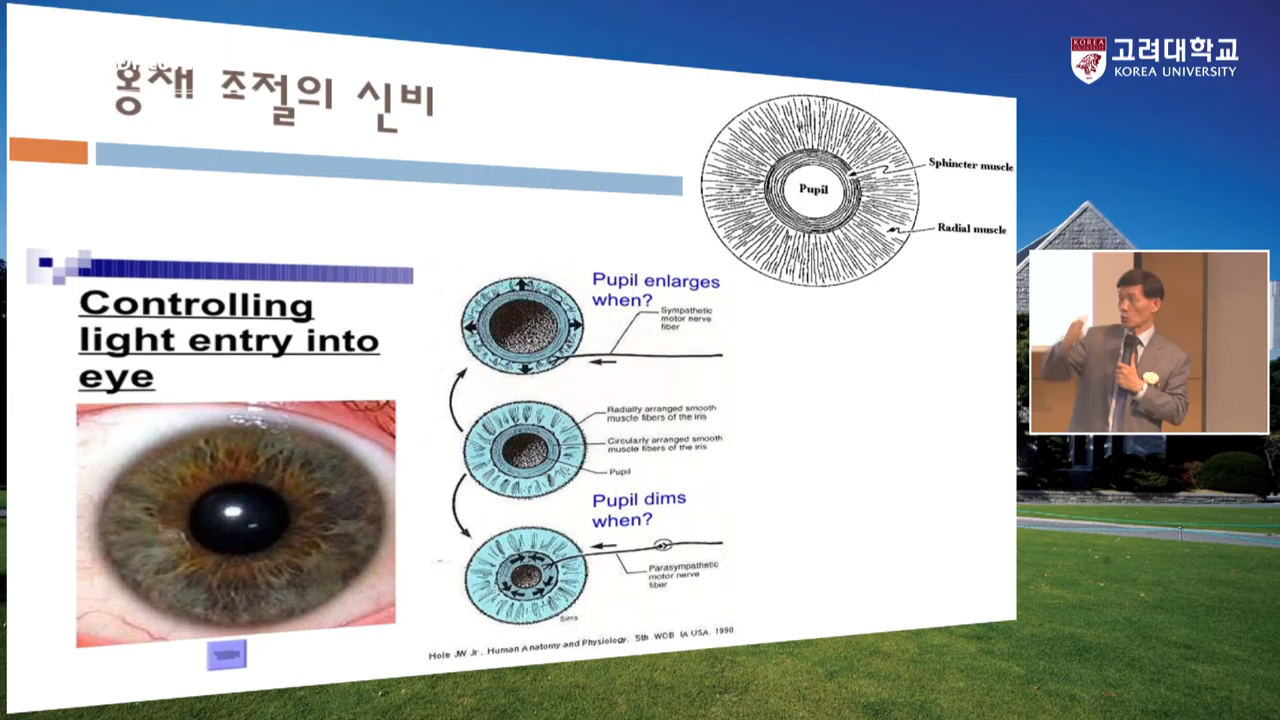 홍채 조절의 신비
고려대학교
KOREA UNIVERSITY
KOREA
Sphincter muscle
Pupil
Radial muscle
Controlling
light entry into
eye
Pupil enlarges
when?
Sympathetic
motor nerve
fiber
Radially arranged smooth
muscle fibers of the iris
Circularly arranged smooth
muscle fibers of the iris
Pupil
Pupil dims
when?
Parasympathetic
motor nerve
fiber
Sims
Hole JW Jr. Human Anatomy and Physiology. 5th WCB IA USA. 1990